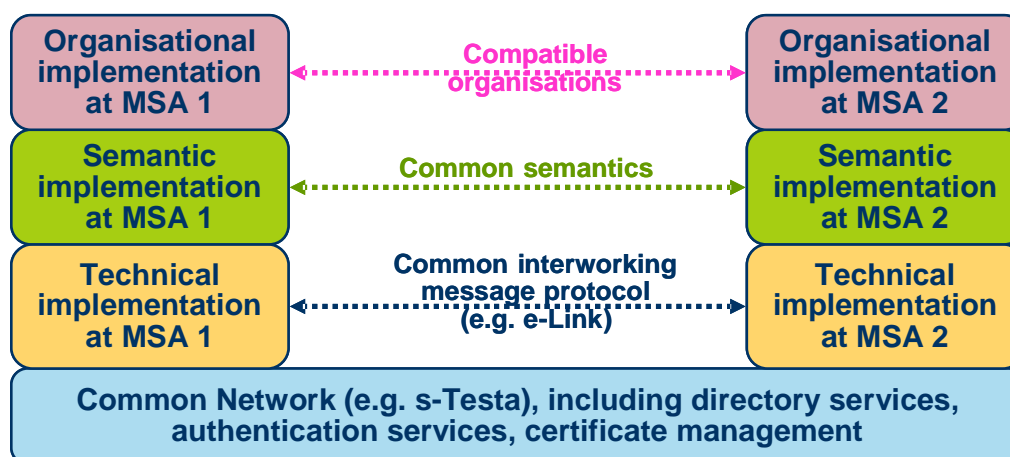 Organisational
implementation
at MSA 1
Compatible
organisations
Organisational
implementation
at MSA 2
Semantic
implementation
at MSA 1
Common semantics
Semantic
implementation
at MSA 2
Technical
implementation
at MSA 1
Common interworking
message protocol
(e.g. e-Link)
Technical
implementation
at MSA 2
Common Network (e.g. s-Testa), including directory services,
authentication services, certificate management